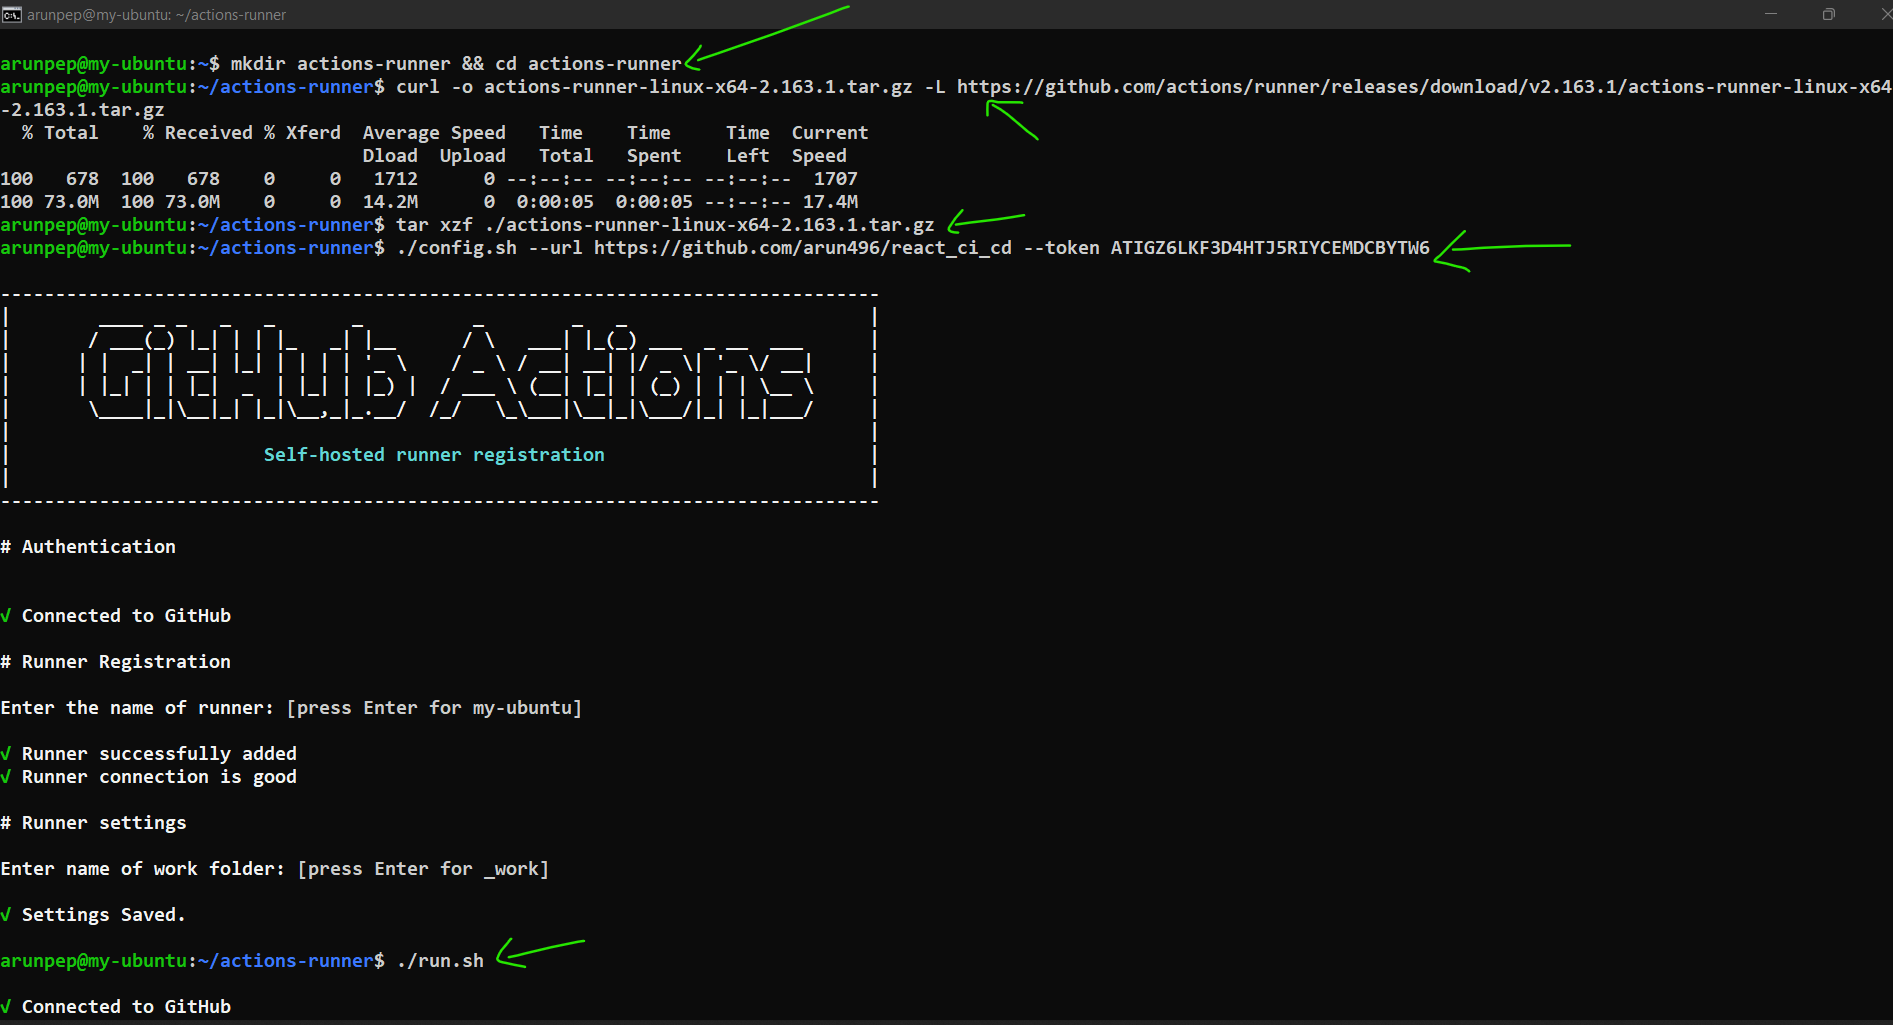 arunpep@my-ubuntu: ~/actions-runner
arunpep@my-ubuntu:~$ mkdir actions-runner && cd actions-runner
arunpep@my-ubuntu:~/actions-runner$ curl -o actions-runner-linux-x64-2.163.1.tar.gz -L https://github.com/actions/runner/releases/download/v2.163.1/actions-runner-linux-x64
-2.163.1.tar.gz
  % Total    % Received % Xferd  Average Speed   Time    Time     Time  Current
                                 Dload  Upload   Total   Spent    Left  Speed
100   678  100   678    0     0   1712      0 --:--:-- --:--:-- --:--:--  1707
100 73.0M  100 73.0M    0     0  14.2M      0  0:00:05  0:00:05 --:--:-- 17.4M
arunpep@my-ubuntu:~/actions-runner$ tar xzf ./actions-runner-linux-x64-2.163.1.tar.gz
arunpep@my-ubuntu:~/actions-runner$ ./config.sh --url https://github.com/arun496/react_ci_cd --token ATIGZ6LKF3D4HTJ5RIYCEMDCBYTW6
GitHub Actions
Self-hosted runner registration
# Authentication
√ Connected to GitHub
# Runner Registration
Enter the name of runner: [press Enter for my-ubuntu]
√ Runner successfully added
√ Runner connection is good
# Runner settings
Enter name of work folder: [press Enter for _work]
√ Settings Saved.
arunpep@my-ubuntu:~/actions-runner$ ./run.sh
√ Connected to GitHub